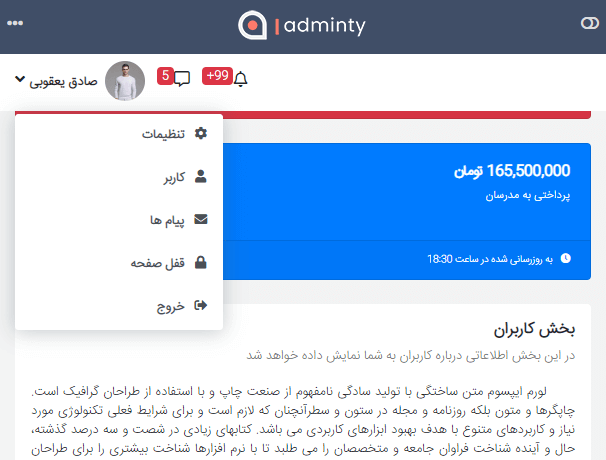 adminty
99+
5
صادق یعقوبی
تنظیمات
کاربر
پیام ها
قفل صفحه
خروج
165,500,000 تومان
پرداختی به مدرسان
به روزرسانی شده در ساعت 18:30
بخش کاربران
در این بخش اطلاعاتی درباره کاربران به شما نمایش داده خواهد شد
لورم ایپسوم متن ساختگی با تولید سادگی نامفهوم از صنعت چاپ و با استفاده از طراحان گرافیک است.
چاپگرها و متون بلکه روزنامه و مجله در ستون و سطرآنچنان که لازم است و برای شرایط فعلی تکنولوژی مورد
نیاز و کاربردهای متنوع با هدف بهبود ابزارهای کاربردی می باشد. کتابهای زیادی در شصت و سه درصد گذشته،
حال و آینده شناخت فراوان جامعه و متخصصان را می طلبد تا با نرم افزارها شناخت بیشتری را برای طراحان